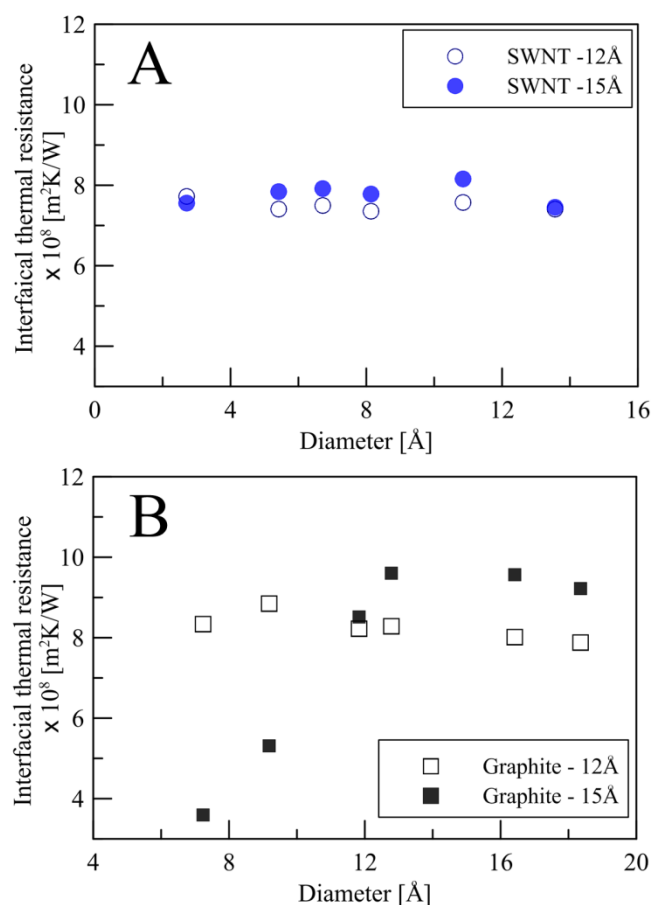 12
A
SWNT -12Å
SWNT -15Å
10
8
6
4
Interfaical thermal resistance
x 10⁸ [m²K/W]
0
4
8
12
16
Diameter [Å]
12
B
10
8
6
4
Interfacial thermal resistance
x 10⁸ [m²K/W]
Graphite - 12Å
Graphite - 15Å
4
8
12
16
20
Diameter [Å]